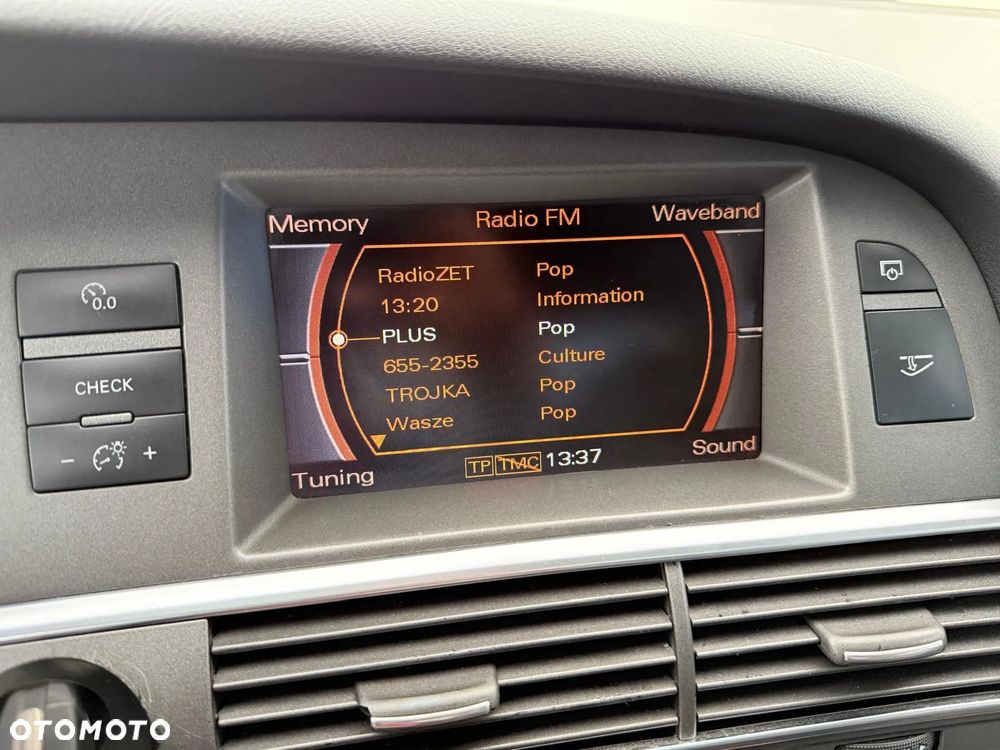 Memory Radio FM Waveband
RadioZET Pop
13:20 Information
PLUS Pop
655-2355 Culture
TROJKA Pop
Wasze Pop
Tuning TP TMC 13:37 Sound
0.0
CHECK
- +
OTOMOTO